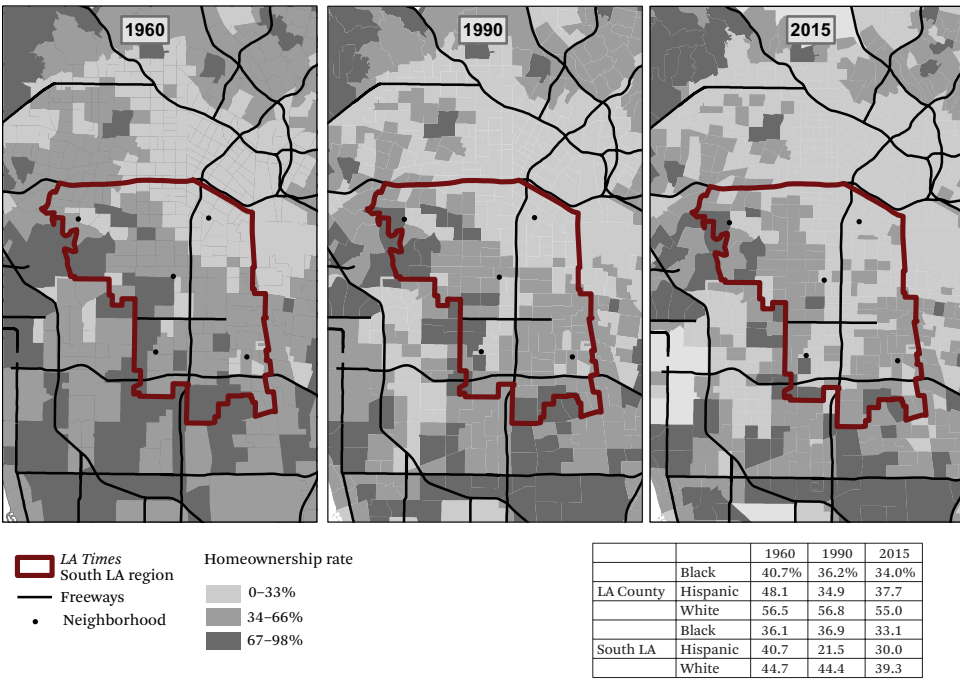 1960
1990
2015
LA Times
South LA region
Freeways
Neighborhood
Homeownership rate
0–33%
34–66%
67–98%
1960 1990 2015
Black 40.7% 36.2% 34.0%
LA County Hispanic 48.1 34.9 37.7
White 56.5 56.8 55.0
Black 36.1 36.9 33.1
South LA Hispanic 40.7 21.5 30.0
White 44.7 44.4 39.3